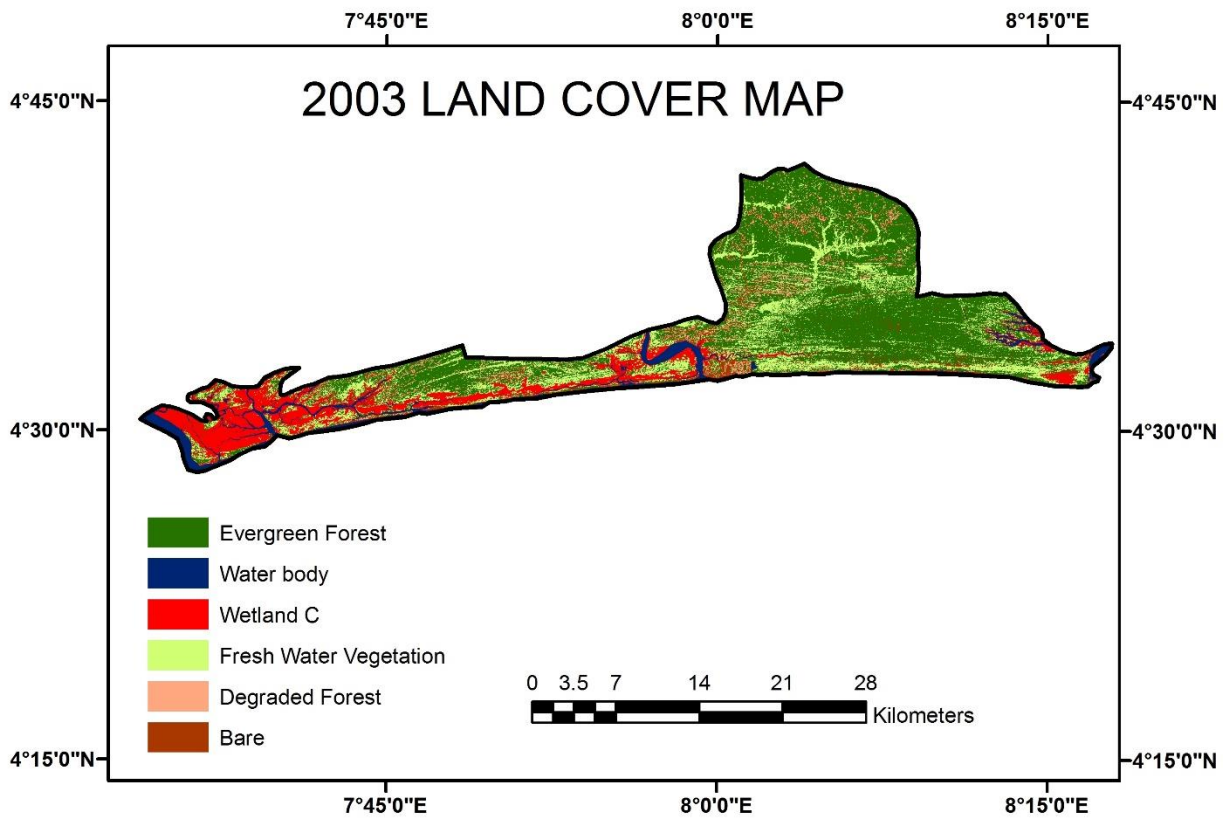 7°45'0"E 8°0'0"E 8°15'0"E
2003 LAND COVER MAP
4°45'0"N 4°45'0"N
4°30'0"N 4°30'0"N
Evergreen Forest
Water body
Wetland C
Fresh Water Vegetation
Degraded Forest
Bare
0 3.5 7 14 21 28
Kilometers
4°15'0"N 4°15'0"N
7°45'0"E 8°0'0"E 8°15'0"E